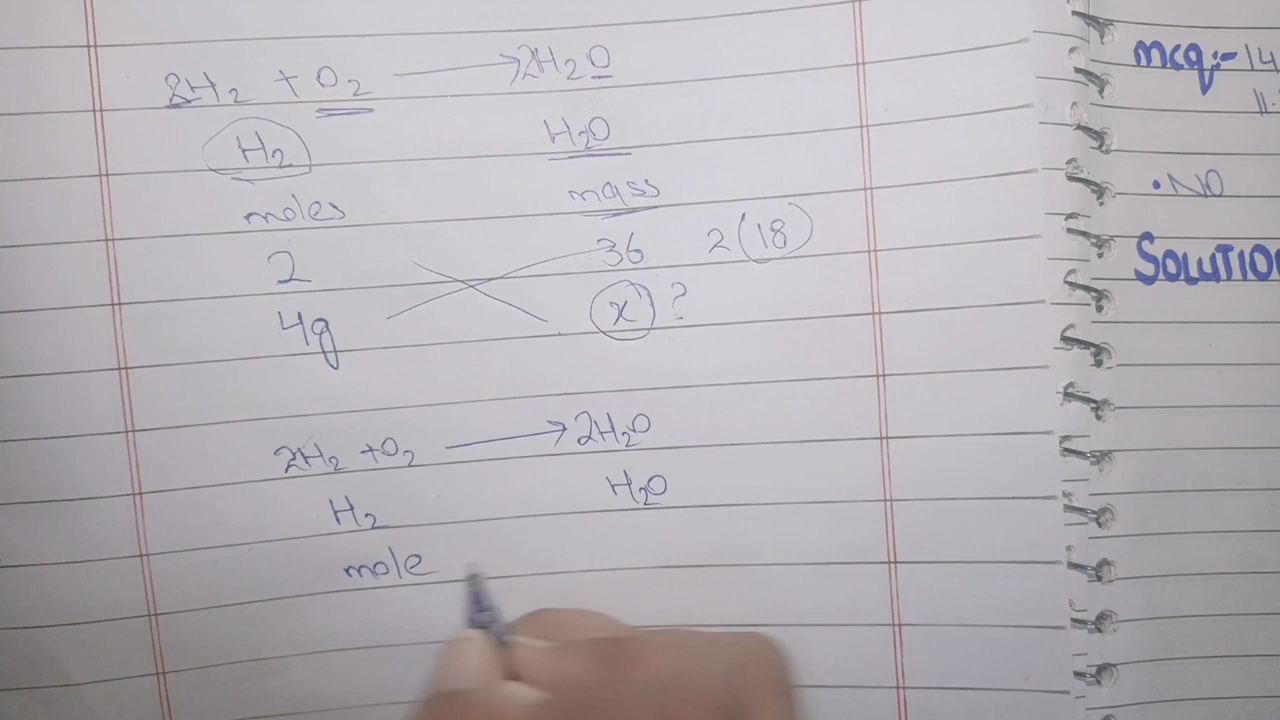 2H₂ + O₂ ⟶ 2H₂O
H₂ H₂O
moles mass
2 36 2(18)
4g x ?
2H₂ + O₂ ⟶ 2H₂O
H₂ H₂O
mole
mcq:- 14
11.
• NO
SOLUTIO